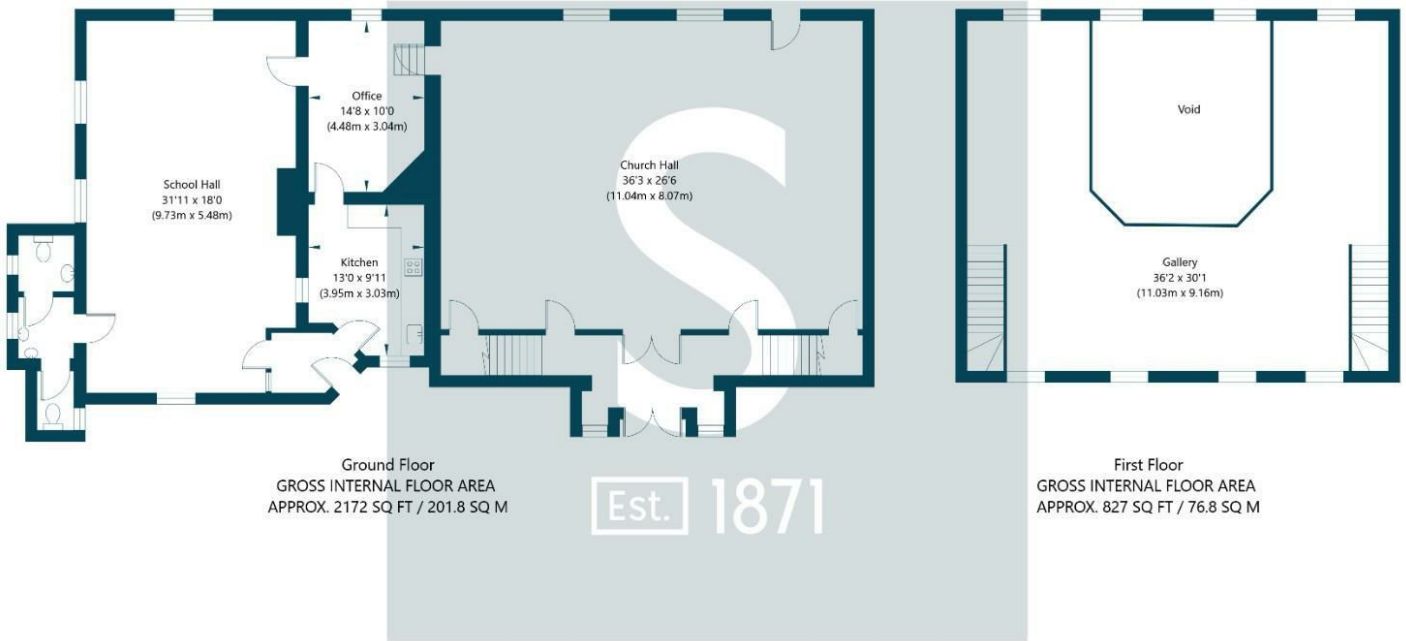 School Hall
31'11 x 18'0
(9.73m x 5.48m)
Office
14'8 x 10'0
(4.48m x 3.04m)
Kitchen
13'0 x 9'11
(3.95m x 3.03m)
Church Hall
36'3 x 26'6
(11.04m x 8.07m)
Void
Gallery
36'2 x 30'1
(11.03m x 9.16m)
Ground Floor
GROSS INTERNAL FLOOR AREA
APPROX. 2172 SQ FT / 201.8 SQ M
First Floor
GROSS INTERNAL FLOOR AREA
APPROX. 827 SQ FT / 76.8 SQ M
S
Est. 1871